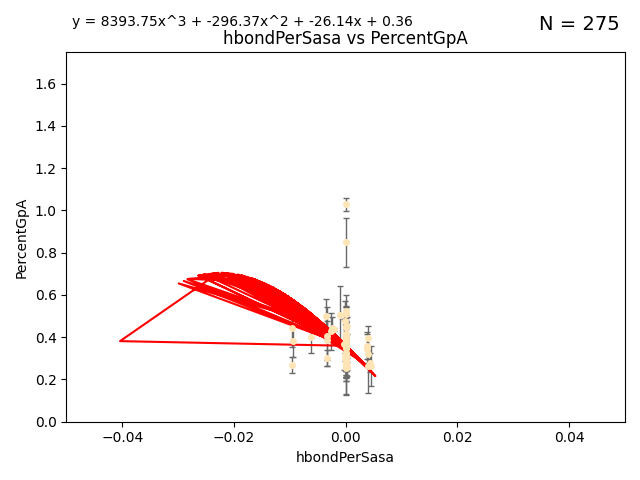 y = 8393.75x^3 + -296.37x^2 + -26.14x + 0.36
N = 275
hbondPerSasa vs PercentGpA
PercentGpA
1.6
1.4
1.2
1.0
0.8
0.6
0.4
0.2
0.0
−0.04 −0.02 0.00 0.02 0.04
hbondPerSasa